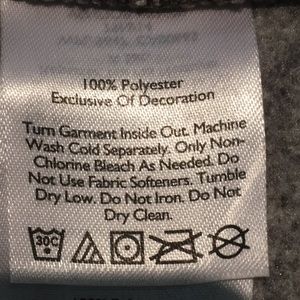 100% Polyester
Exclusive Of Decoration
Turn Garment Inside Out. Machine
Wash Cold Separately. Only Non-
Chlorine Bleach As Needed. Do
Not Use Fabric Softeners. Tumble
Dry Low. Do Not Iron. Do Not
Dry Clean.
30C